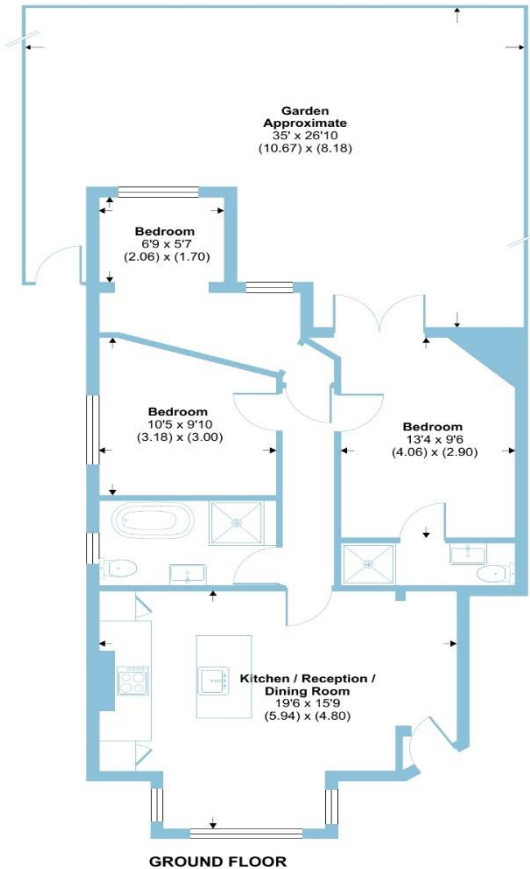 Garden
Approximate
35' x 26'10
(10.67) x (8.18)
Bedroom
6'9 x 5'7
(2.06) x (1.70)
Bedroom
10'5 x 9'10
(3.18) x (3.00)
Bedroom
13'4 x 9'6
(4.06) x (2.90)
Kitchen / Reception /
Dining Room
19'6 x 15'9
(5.94) x (4.80)
GROUND FLOOR